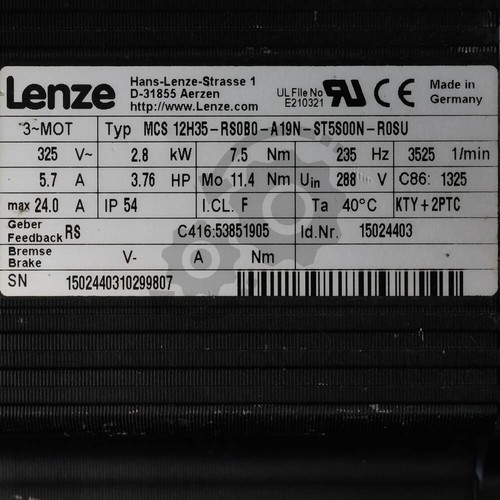 Lenze
Hans-Lenze-Strasse 1
D-31855 Aerzen
http://www.Lenze.com
UL File No
E210321
Made in
Germany
3~MOT Typ MCS 12H35-RS0B0-A19N-ST5S00N-R0SU
325 V~ 2.8 kW 7.5 Nm 235 Hz 3525 1/min
5.7 A 3.76 HP Mo 11.4 Nm Uin 288 V C86: 1325
max 24.0 A IP 54 I.CL. F Ta 40°C KTY+2PTC
Geber
Feedback RS C416:53851905 Id.Nr. 15024403
Bremse
Brake V- A Nm
SN 1502440310299807